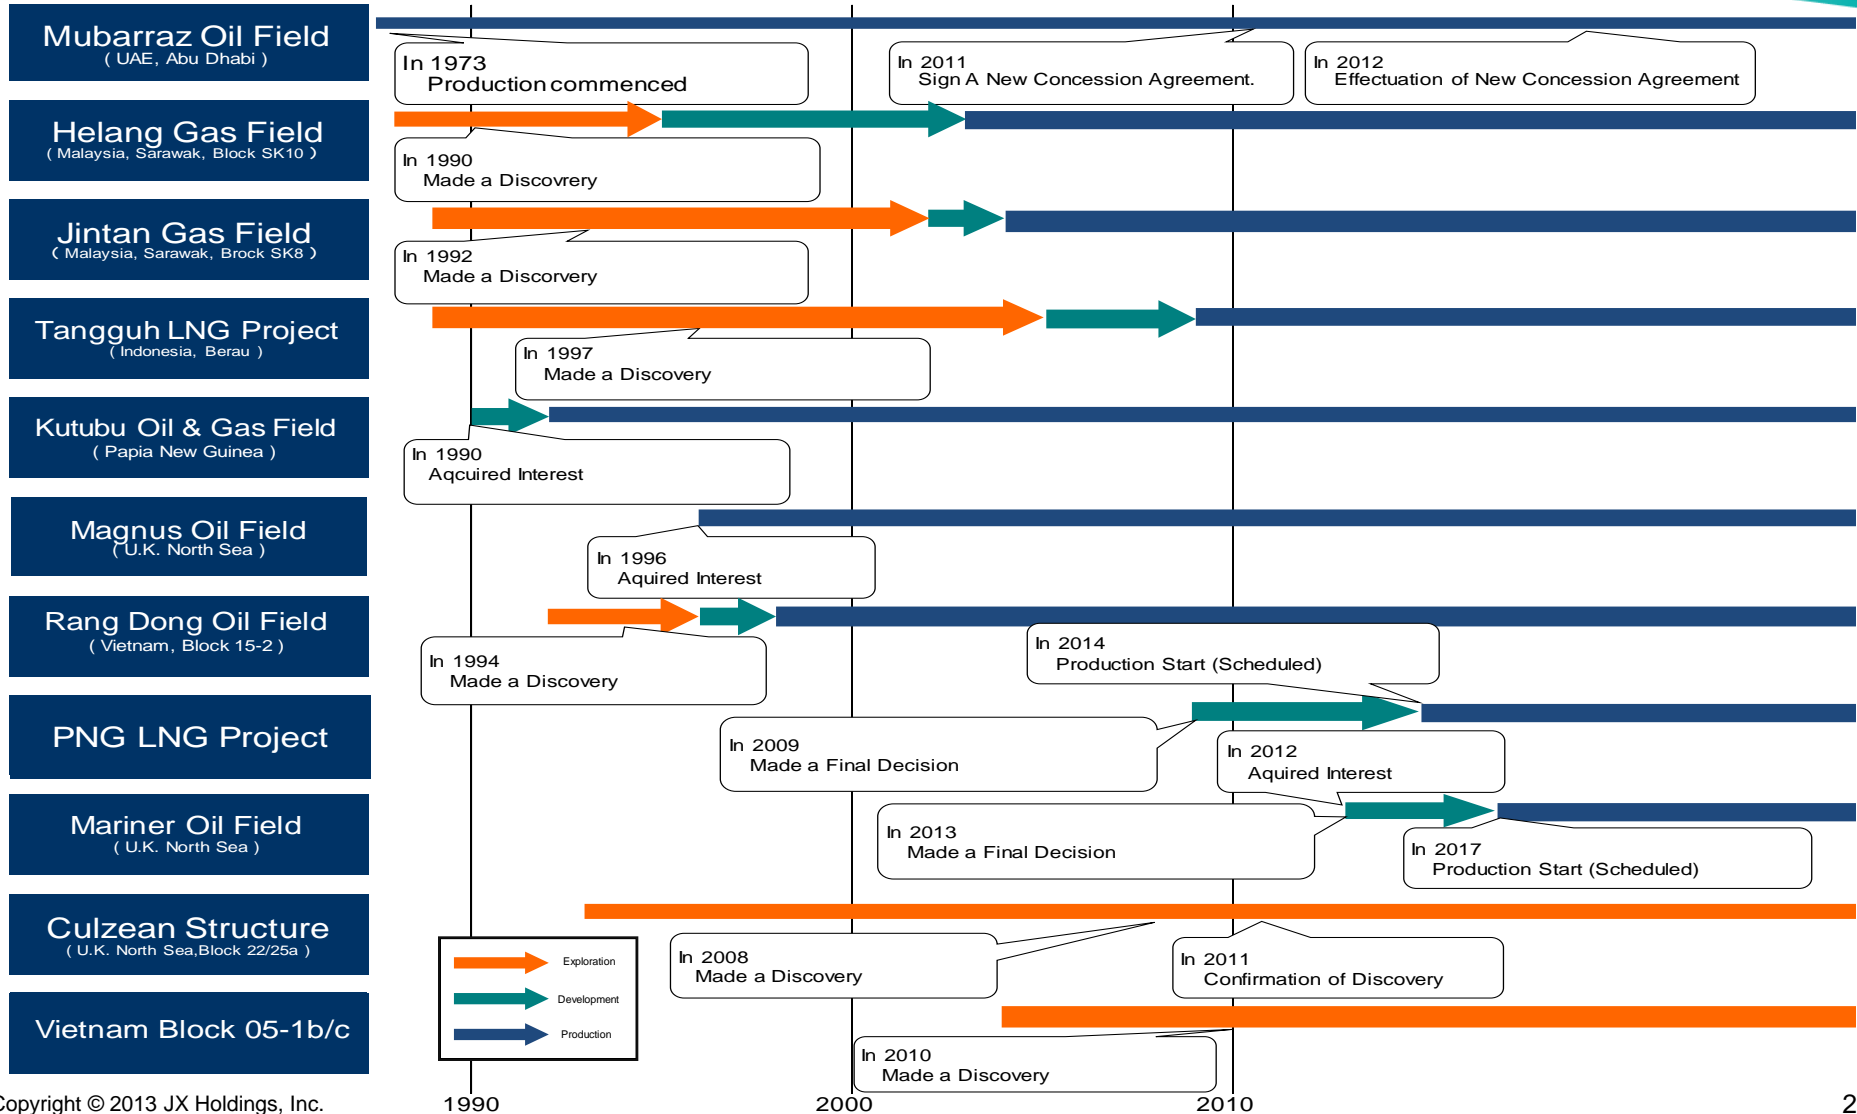 Mubarraz Oil Field
( UAE, Abu Dhabi )
In 1973
Production commenced
In 2011
Sign A New Concession Agreement.
In 2012
Effectuation of New Concession Agreement
Helang Gas Field
( Malaysia, Sarawak, Block SK10 )
In 1990
Made a Discovrery
Jintan Gas Field
( Malaysia, Sarawak, Brock SK8 )
In 1992
Made a Discorvery
Tangguh LNG Project
( Indonesia, Berau )
In 1997
Made a Discovery
Kutubu Oil & Gas Field
( Papia New Guinea )
In 1990
Aqcuired Interest
Magnus Oil Field
( U.K. North Sea )
In 1996
Aquired Interest
Rang Dong Oil Field
( Vietnam, Block 15-2 )
In 1994
Made a Discovery
In 2014
Production Start (Scheduled)
PNG LNG Project
In 2009
Made a Final Decision
In 2012
Aquired Interest
Mariner Oil Field
( U.K. North Sea )
In 2013
Made a Final Decision
In 2017
Production Start (Scheduled)
Culzean Structure
( U.K. North Sea,Block 22/25a )
In 2008
Made a Discovery
In 2011
Confirmation of Discovery
Exploration
Development
Production
Vietnam Block 05-1b/c
In 2010
Made a Discovery
1990
2000
2010
Copyright © 2013 JX Holdings, Inc.
2